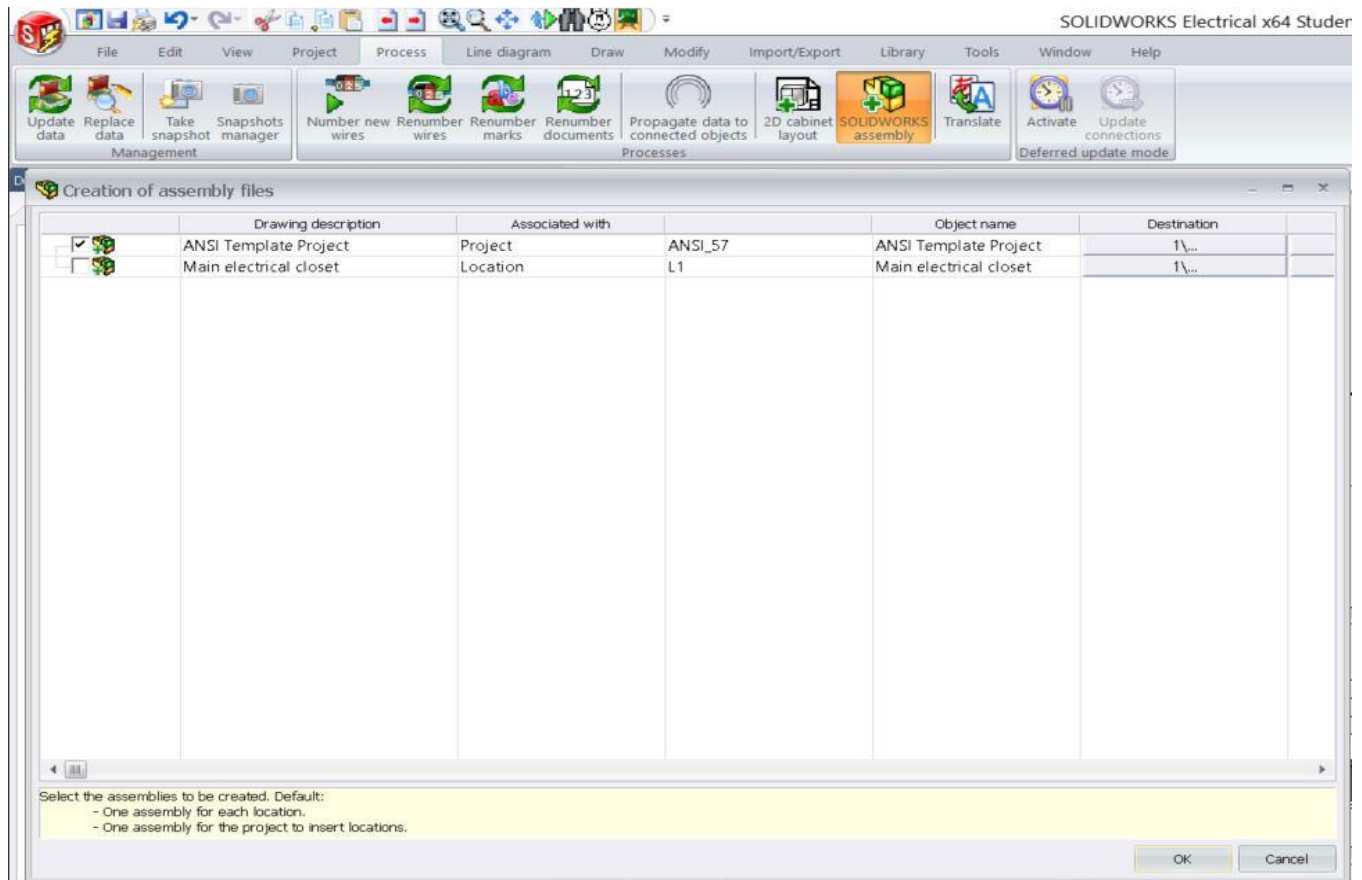 SOLIDWORKS Electrical x64 Studen
File Edit View Project Process Line diagram Draw Modify Import/Export Library Tools Window Help
Update data
Replace data
Take snapshot
Snapshots manager
Number new wires
Renumber wires
Renumber marks
Renumber documents
Propagate data to connected objects
2D cabinet layout
SOLIDWORKS assembly
Translate
Activate
Update connections
Management Processes Deferred update mode
Creation of assembly files
Drawing description Associated with Object name Destination
ANSI Template Project Project ANSI_57 ANSI Template Project 1\...
Main electrical closet Location L1 Main electrical closet 1\...
Select the assemblies to be created. Default:
- One assembly for each location.
- One assembly for the project to insert locations.
OK Cancel